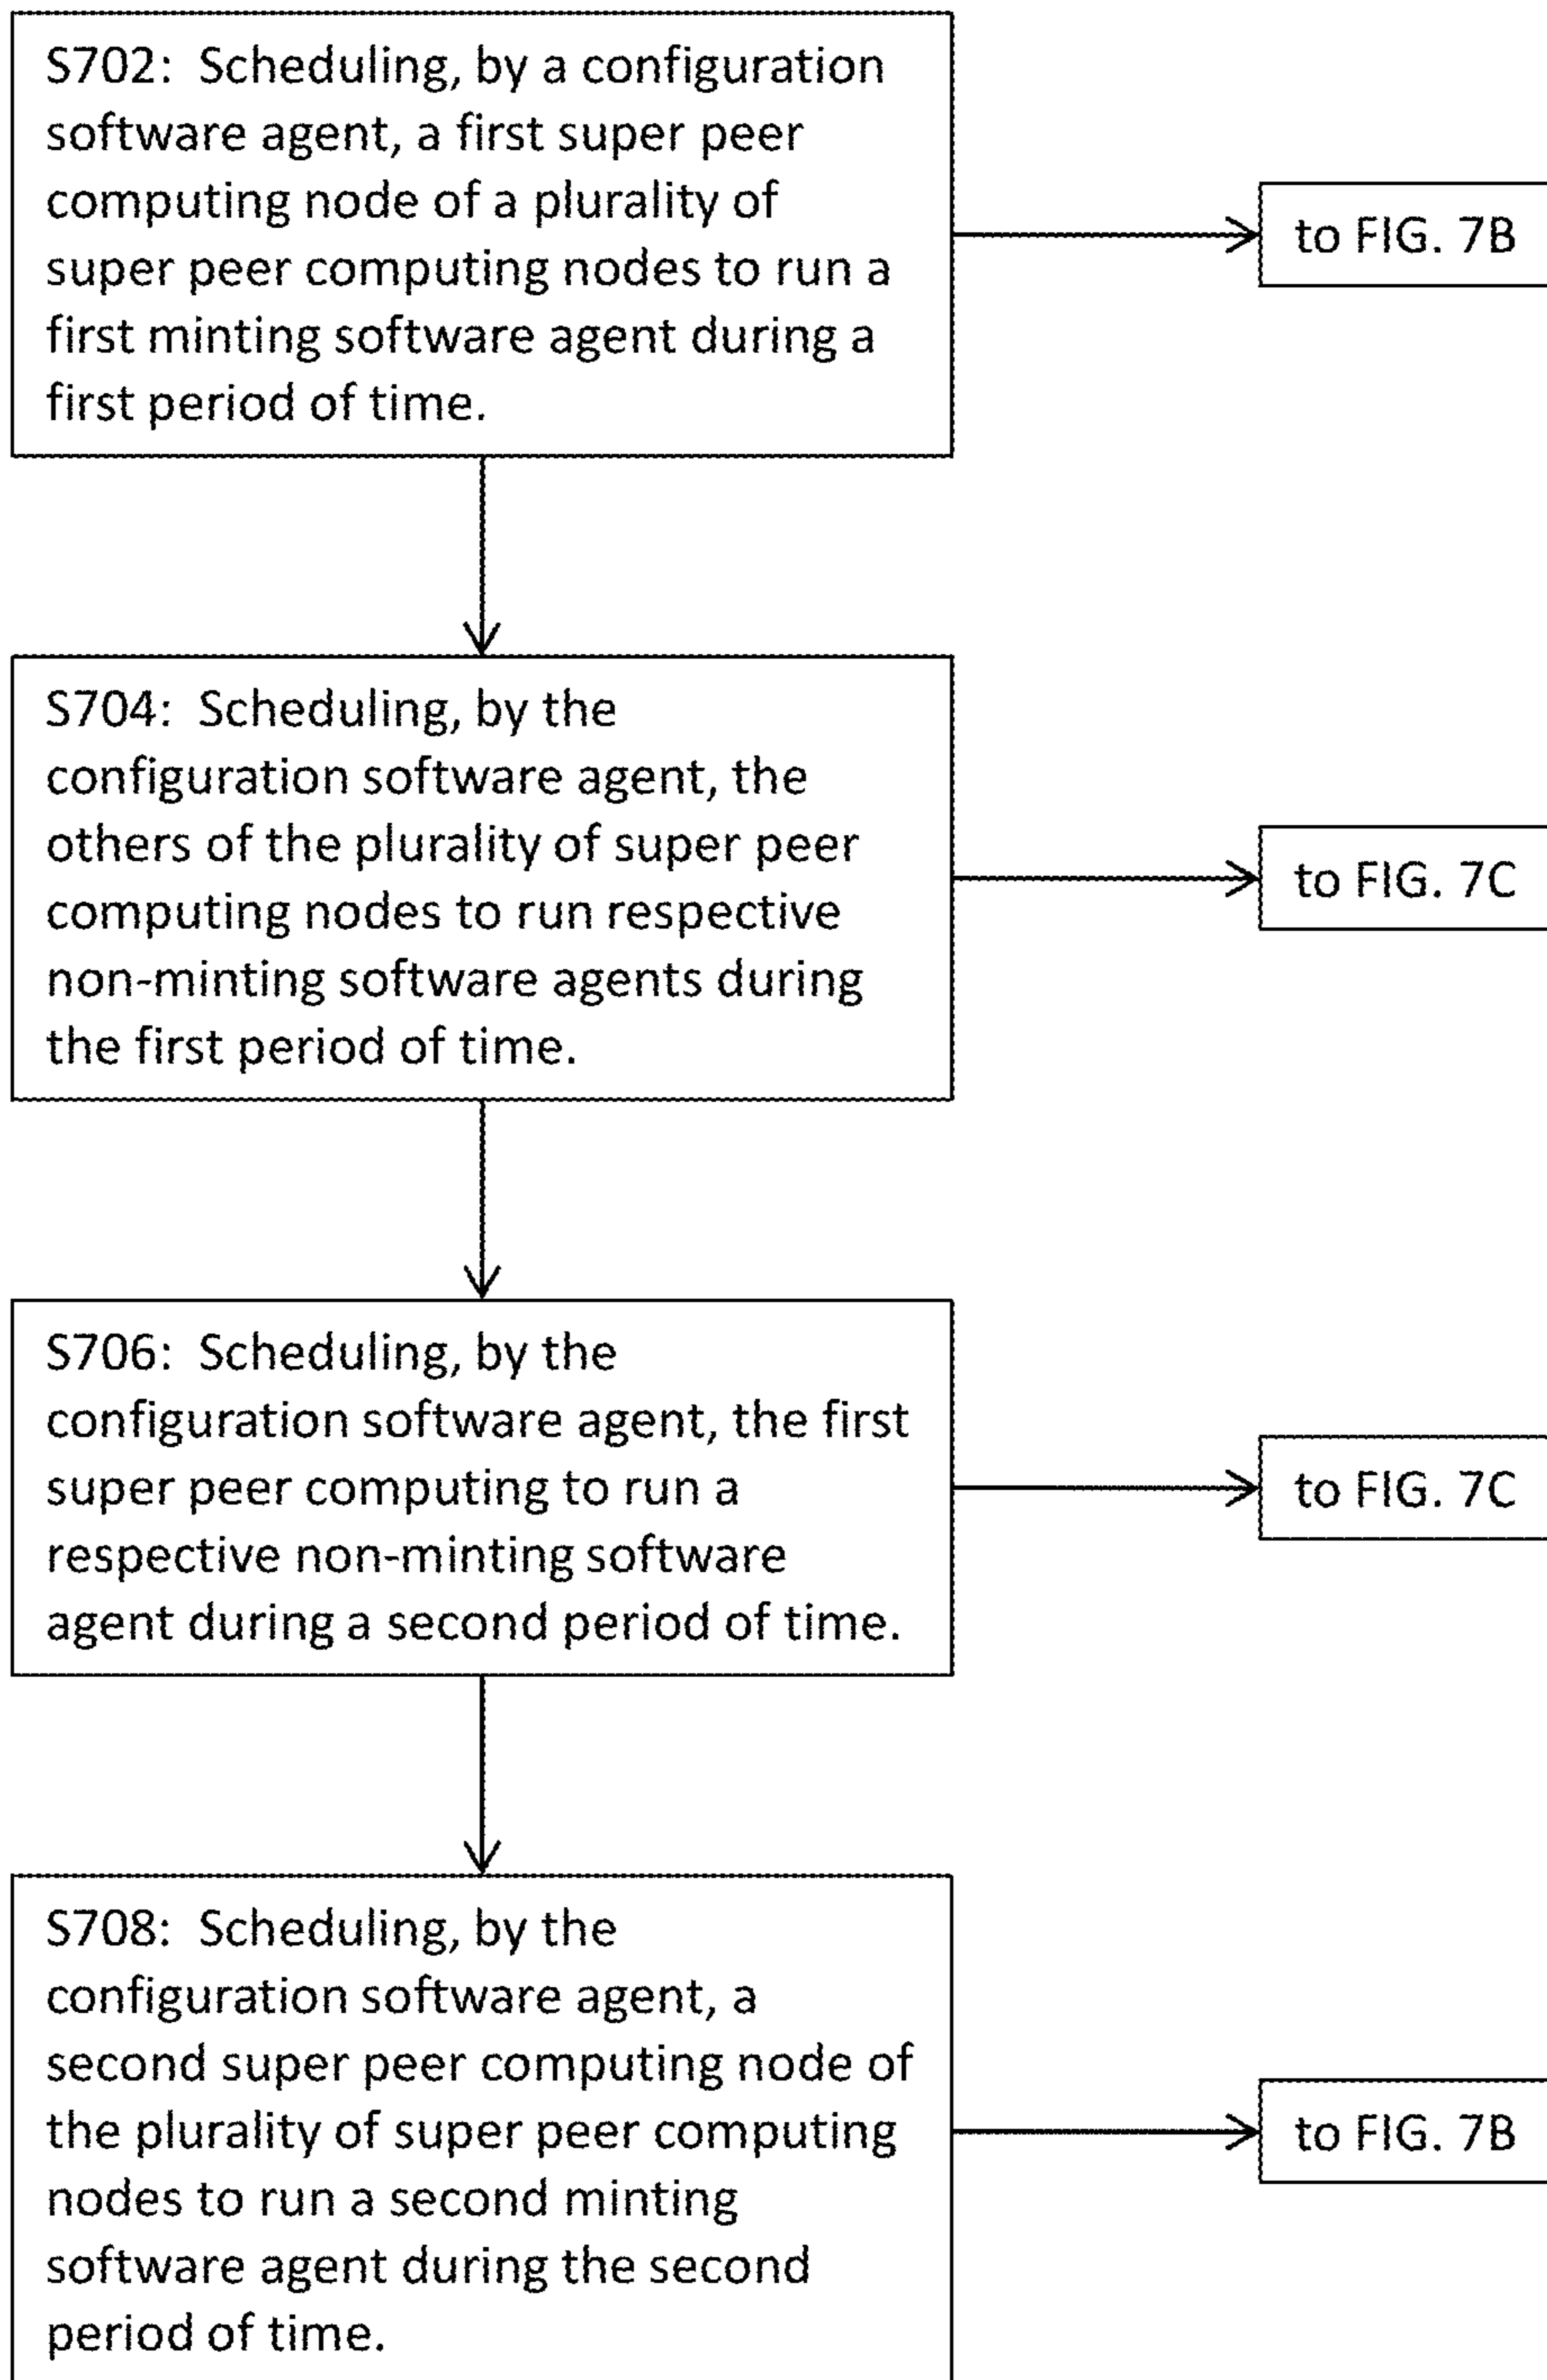 S702:  Scheduling, by a configuration
software agent, a first super peer
computing node of a plurality of
super peer computing nodes to run a
first minting software agent during a
first period of time.
to FIG. 7B
S704:  Scheduling, by the
configuration software agent, the
others of the plurality of super peer
computing nodes to run respective
non-minting software agents during
the first period of time.
to FIG. 7C
S706:  Scheduling, by the
configuration software agent, the first
super peer computing to run a
respective non-minting software
agent during a second period of time.
to FIG. 7C
S708:  Scheduling, by the
configuration software agent, a
second super peer computing node of
the plurality of super peer computing
nodes to run a second minting
software agent during the second
period of time.
to FIG. 7B